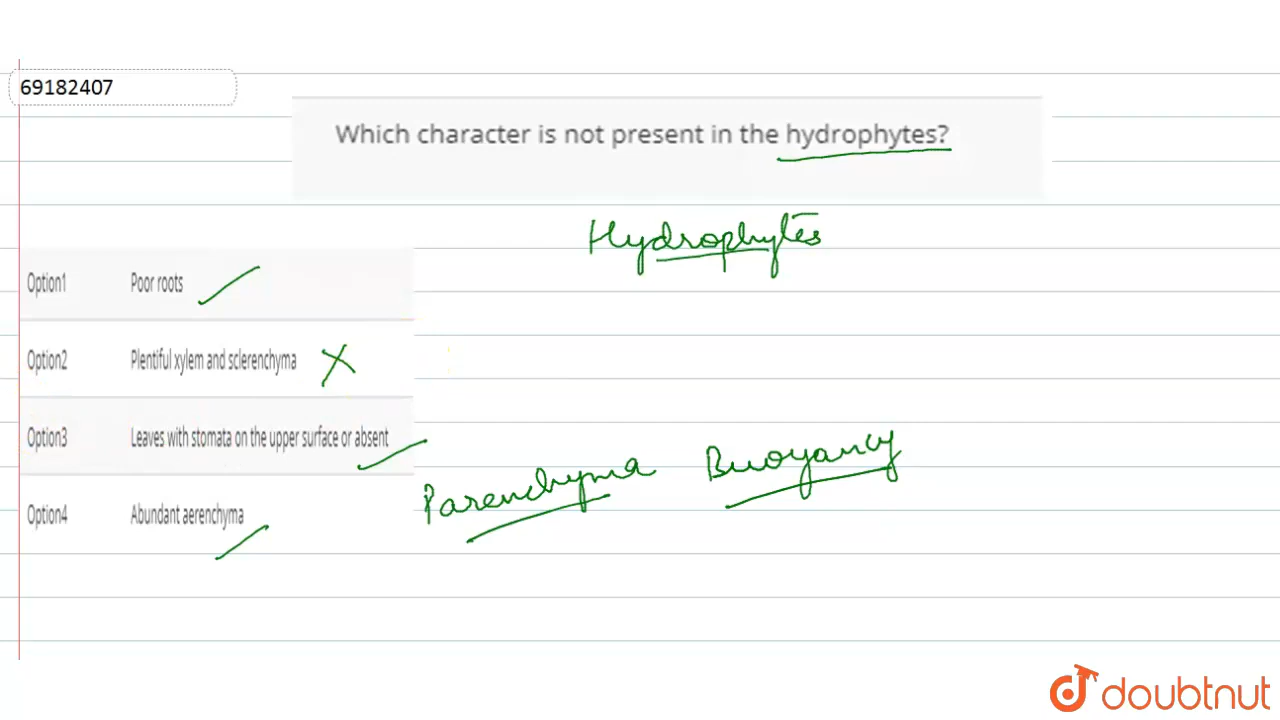 69182407
Which character is not present in the hydrophytes?
Hydrophytes
Option1 Poor roots
Option2 Plentiful xylem and sclerenchyma
Option3 Leaves with stomata on the upper surface or absent
Parenchyma Buoyancy
Option4 Abundant aerenchyma
doubtnut